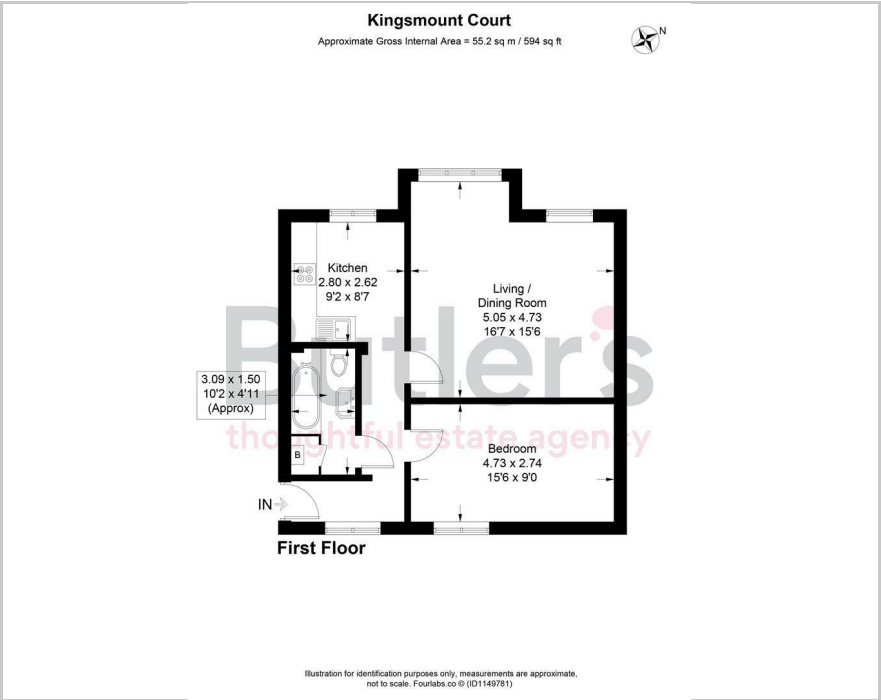 Kingsmount Court
Approximate Gross Internal Area = 55.2 sq m / 594 sq ft
N
Kitchen
2.80 x 2.62
9'2 x 8'7
Living /
Dining Room
5.05 x 4.73
16'7 x 15'6
Butler's
thoughtful estate agency
3.09 x 1.50
10'2 x 4'11
(Approx)
B
Bedroom
4.73 x 2.74
15'6 x 9'0
IN
First Floor
Illustration for identification purposes only, measurements are approximate,
not to scale. Fourlabs.co © (ID1149781)